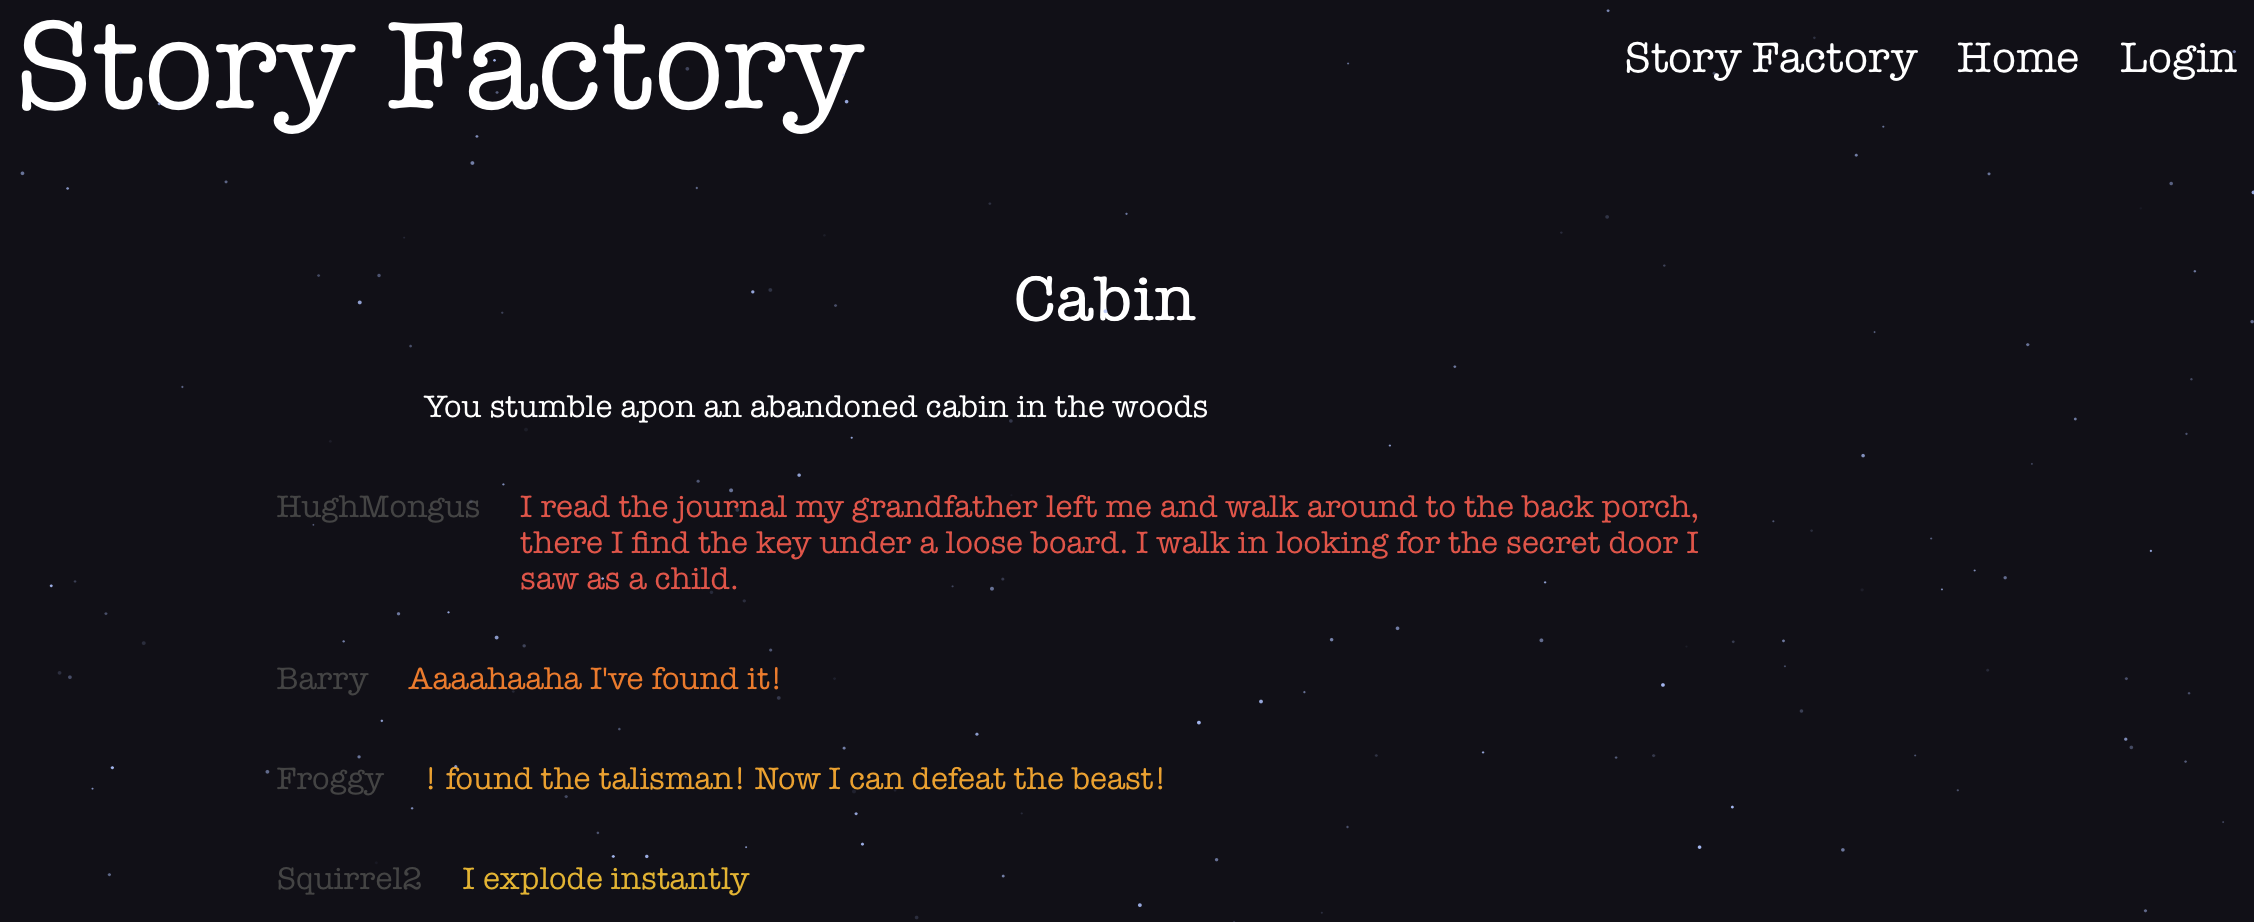 Story Factory
Story Factory Home Login
Cabin
You stumble apon an abandoned cabin in the woods
HughMongus I read the journal my grandfather left me and walk around to the back porch,
there I find the key under a loose board. I walk in looking for the secret door I
saw as a child.
Barry Aaaahaaha I've found it!
Froggy ! found the talisman! Now I can defeat the beast!
Squirrel2 I explode instantly